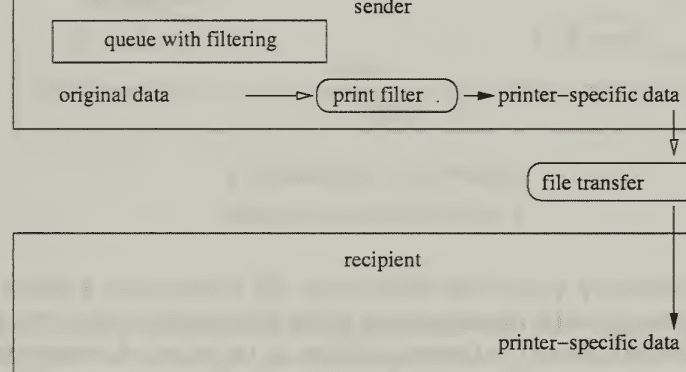 sender
queue with filtering
original data print filter printer–specific data
file transfer
recipient
printer–specific data